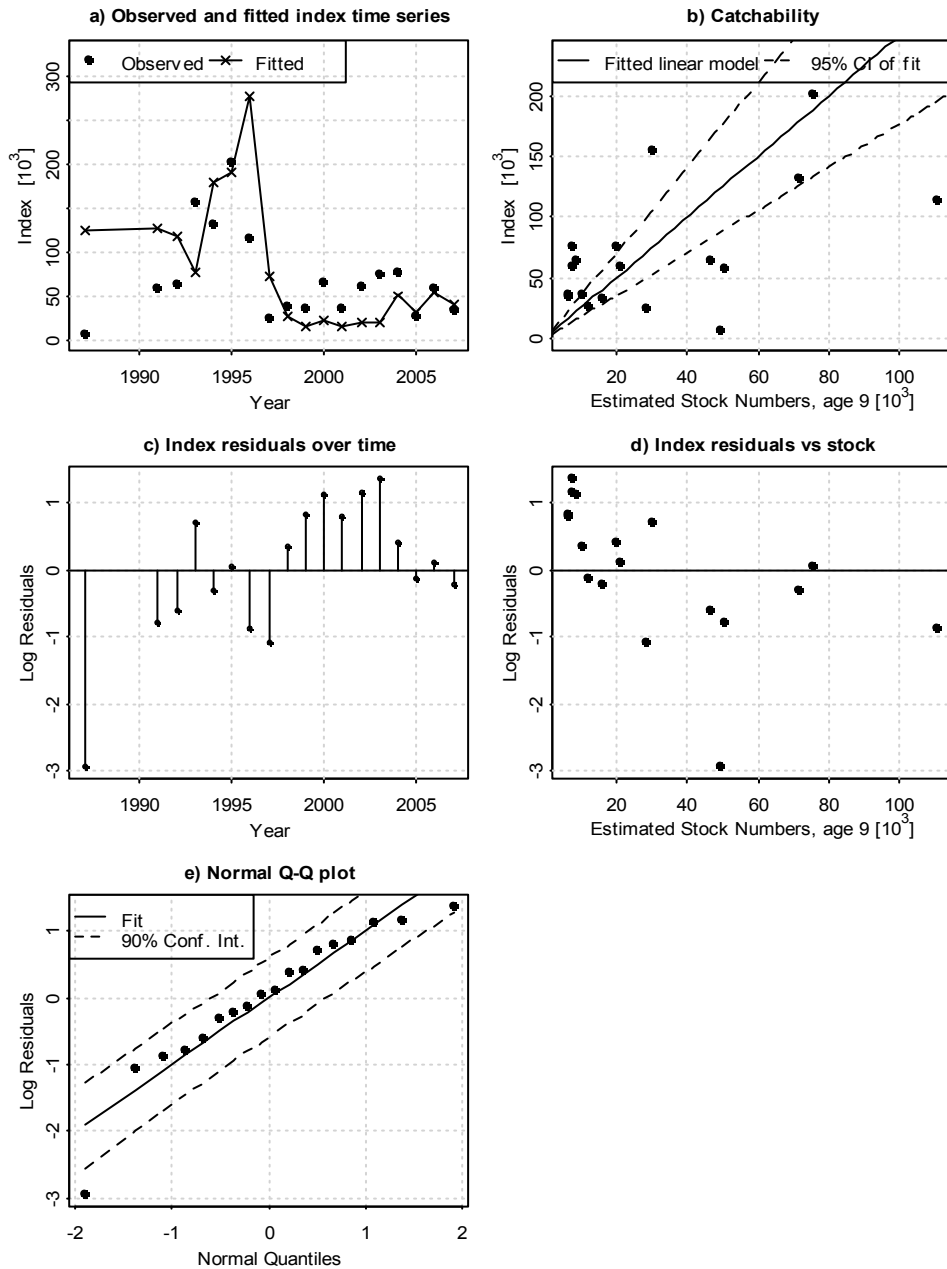 a) Observed and fitted index time series
Observed Fitted
Index [10³]
300
200
100
50
0
1990 1995 2000 2005
Year
b) Catchability
Fitted linear model 95% CI of fit
Index [10³]
200
150
100
50
0
20 40 60 80 100
Estimated Stock Numbers, age 9 [10³]
c) Index residuals over time
Log Residuals
1
0
-1
-2
-3
1990 1995 2000 2005
Year
d) Index residuals vs stock
Log Residuals
1
0
-1
-2
-3
20 40 60 80 100
Estimated Stock Numbers, age 9 [10³]
e) Normal Q-Q plot
Fit
90% Conf. Int.
Log Residuals
1
0
-1
-2
-3
-2 -1 0 1 2
Normal Quantiles